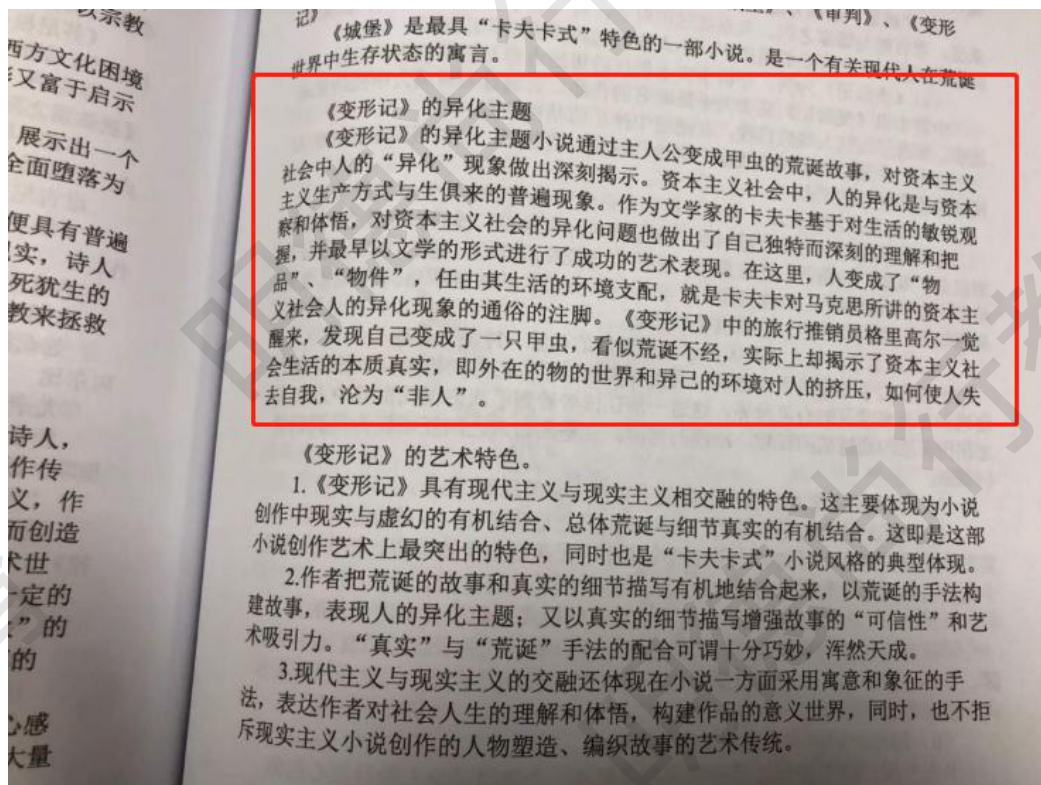 以宗教
西方文化困境
又富于启示
展示出一个
全面堕落为
便具有普遍
实，诗人
死犹生的
教来拯救
诗人，
作传
义，作
而创造
术世
定的
”的
的
心感
大量
记》
《审判》、《变形
《城堡》是最具“卡夫卡式”特色的一部小说。是一个有关现代人在荒诞
世界中生存状态的寓言。
《变形记》的异化主题
《变形记》的异化主题小说通过主人公变成甲虫的荒诞故事，对资本主义
社会中人的“异化”现象做出深刻揭示。资本主义社会中，人的异化是与资本
主义生产方式与生俱来的普遍现象。作为文学家的卡夫卡基于对生活的敏锐观
察和体悟，对资本主义社会的异化问题也做出了自己独特而深刻的理解和把
握，并最早以文学的形式进行了成功的艺术表现。在这里，人变成了“物
品”、“物件”，任由其生活的环境支配，就是卡夫卡对马克思所讲的资本主
义社会人的异化现象的通俗的注脚。《变形记》中的旅行推销员格里高尔一觉
醒来，发现自己变成了一只甲虫，看似荒诞不经，实际上却揭示了资本主义社
会生活的本质真实，即外在的物的世界和异己的环境对人的挤压，如何使人失
去自我，沦为“非人”。
《变形记》的艺术特色。
1.《变形记》具有现代主义与现实主义相交融的特色。这主要体现为小说
创作中现实与虚幻的有机结合、总体荒诞与细节真实的有机结合。这即是这部
小说创作艺术上最突出的特色，同时也是“卡夫卡式”小说风格的典型体现。
2.作者把荒诞的故事和真实的细节描写有机地结合起来，以荒诞的手法构
建故事，表现人的异化主题；又以真实的细节描写增强故事的“可信性”和艺
术吸引力。“真实”与“荒诞”手法的配合可谓十分巧妙，浑然天成。
3.现代主义与现实主义的交融还体现在小说一方面采用寓意和象征的手
法，表达作者对社会人生的理解和体悟，构建作品的意义世界，同时，也不拒
斥现实主义小说创作的人物塑造、编织故事的艺术传统。